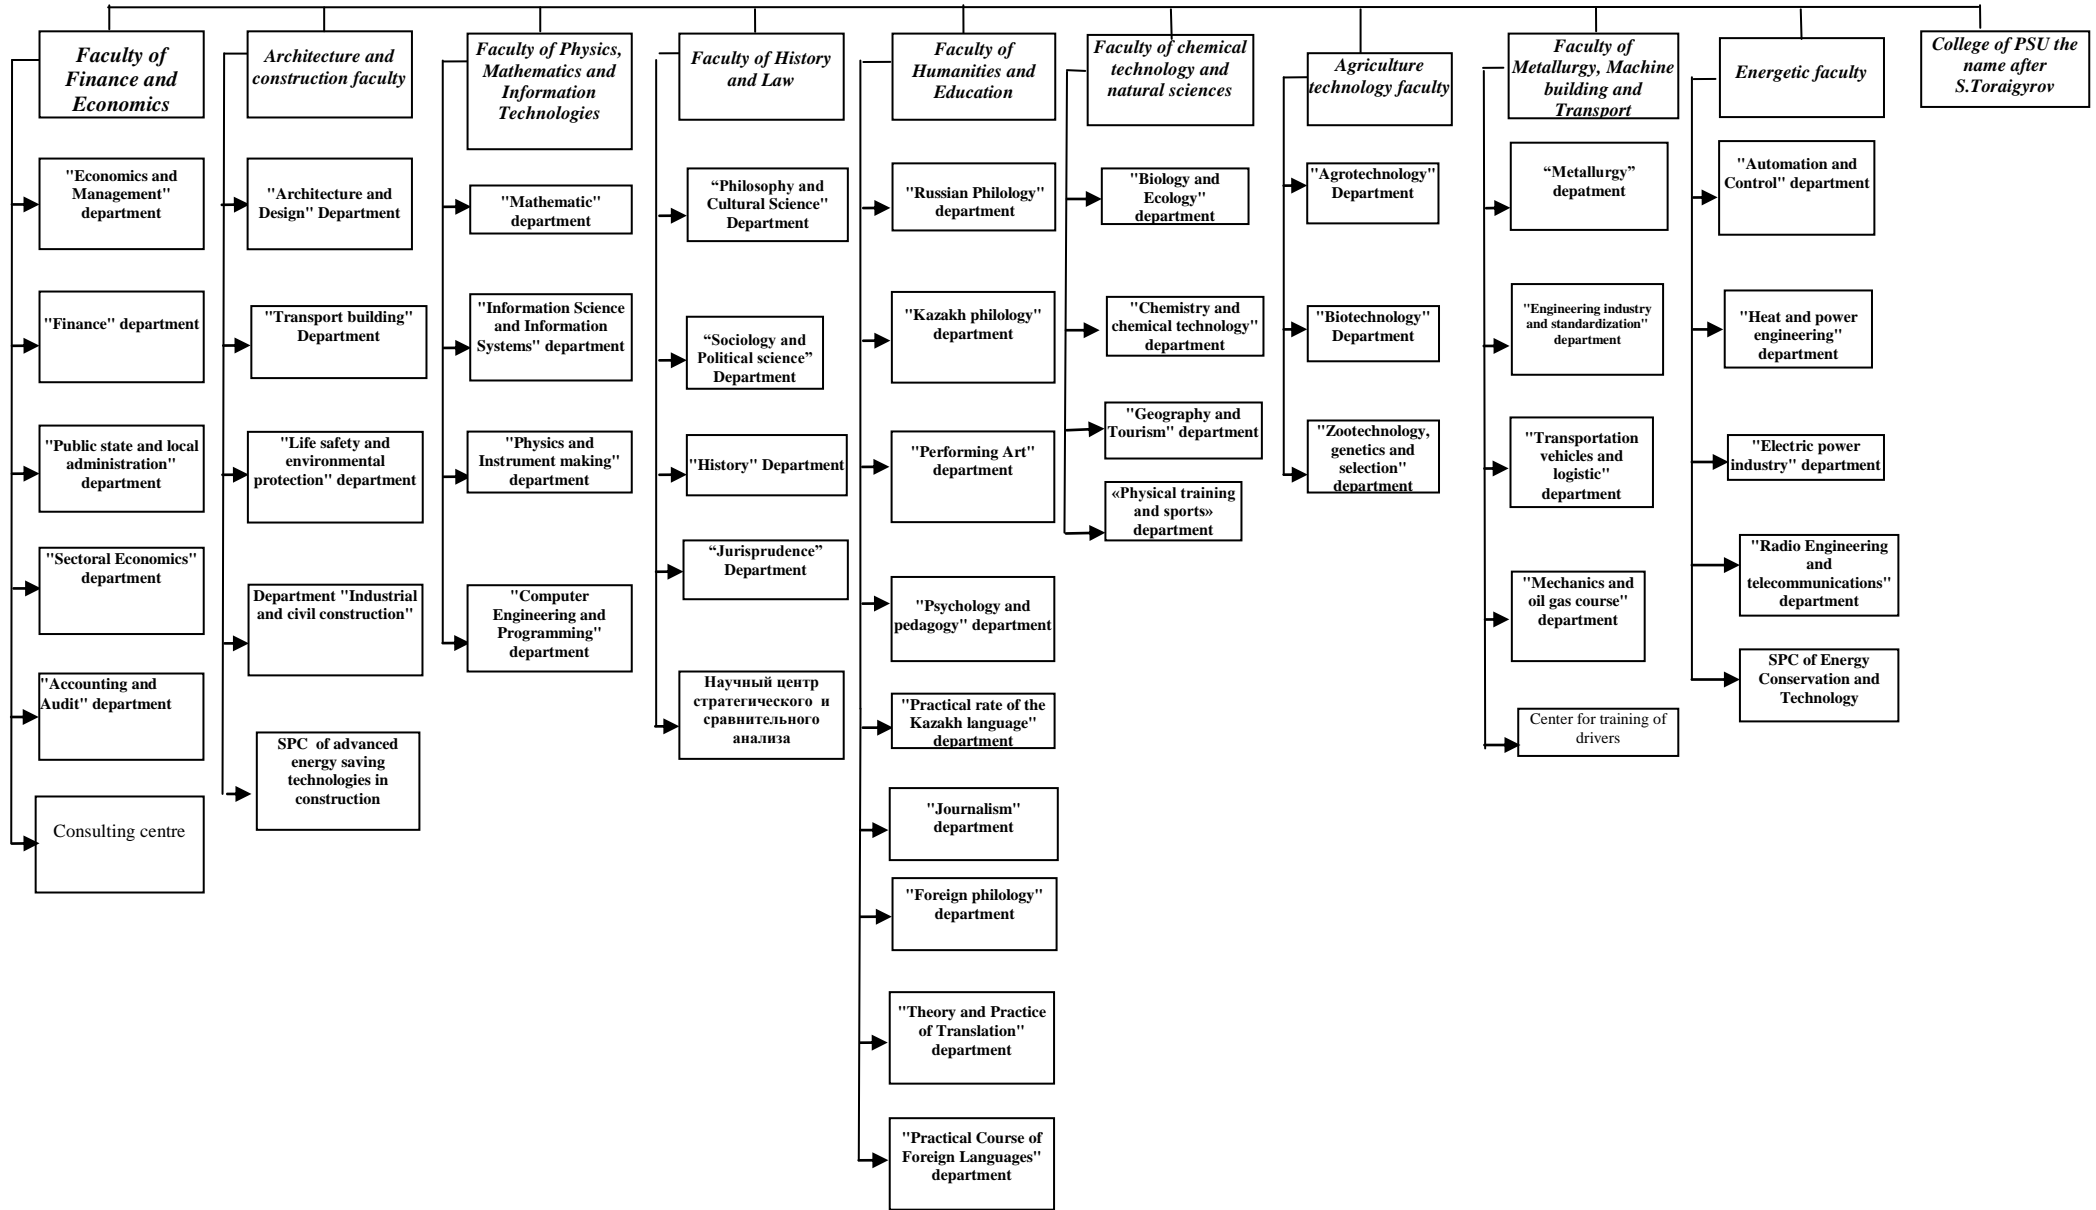 Faculty of
Finance and
Economics
"Economics and
Management"
department
"Finance" department
"Public state and local
administration"
department
"Sectoral Economics"
department
"Accounting and
Audit" department
Consulting centre
Architecture and
construction faculty
"Architecture and
Design" Department
"Transport building"
Department
"Life safety and
environmental
protection" department
Department "Industrial
and civil construction"
SPC of advanced
energy saving
technologies in
construction
Faculty of Physics,
Mathematics and
Information
Technologies
"Mathematic"
department
"Information Science
and Information
Systems" department
"Physics and
Instrument making"
department
"Computer
Engineering and
Programming"
department
Faculty of History
and Law
“Philosophy and
Cultural Science”
Department
“Sociology and
Political science”
Department
"History" Department
“Jurisprudence”
Department
Научный центр
стратегического и
сравнительного
анализа
Faculty of
Humanities and
Education
"Russian Philology"
department
"Kazakh philology"
department
"Performing Art"
department
"Psychology and
pedagogy" department
"Practical rate of the
Kazakh language"
department
"Journalism"
department
"Foreign philology"
department
"Theory and Practice
of Translation"
department
"Practical Course of
Foreign Languages"
department
Faculty of chemical
technology and
natural sciences
"Biology and
Ecology"
department
"Chemistry and
chemical technology"
department
"Geography and
Tourism" department
«Physical training
and sports»
department
Agriculture
technology faculty
"Agrotechnology"
Department
"Biotechnology"
Department
"Zootechnology,
genetics and
selection"
department
Faculty of
Metallurgy, Machine
building and
Transport
“Metallurgy”
depatment
"Engineering industry
and standardization"
department
"Transportation
vehicles and
logistic"
department
"Mechanics and
oil gas course"
department
Center for training of
drivers
Energetic faculty
"Automation and
Control" department
"Heat and power
engineering"
department
"Electric power
industry" department
"Radio Engineering
and
telecommunications"
department
SPC of Energy
Conservation and
Technology
College of PSU the
name after
S.Toraigyrov